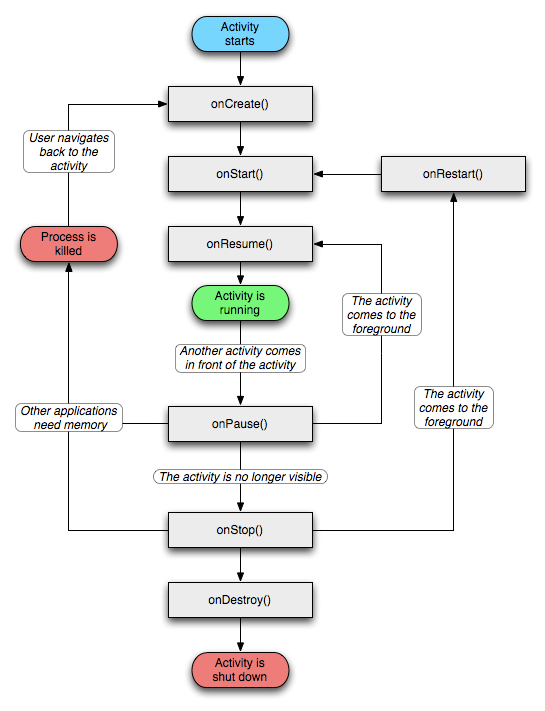 Activity
starts
onCreate()
User navigates
back to the
activity
onStart()
onRestart()
Process is
killed
onResume()
Activity is
running
The activity
comes to the
foreground
Another activity comes
in front of the activity
The activity
comes to the
foreground
Other applications
need memory
onPause()
The activity is no longer visible
onStop()
onDestroy()
Activity is
shut down